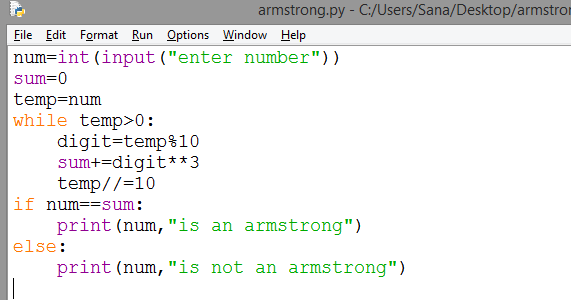 armstrong.py - C:/Users/Sana/Desktop/armstron
File Edit Format Run Options Window Help
num=int(input("enter number"))
sum=0
temp=num
while temp>0:
    digit=temp%10
    sum+=digit**3
    temp//=10
if num==sum:
    print(num,"is an armstrong")
else:
    print(num,"is not an armstrong")